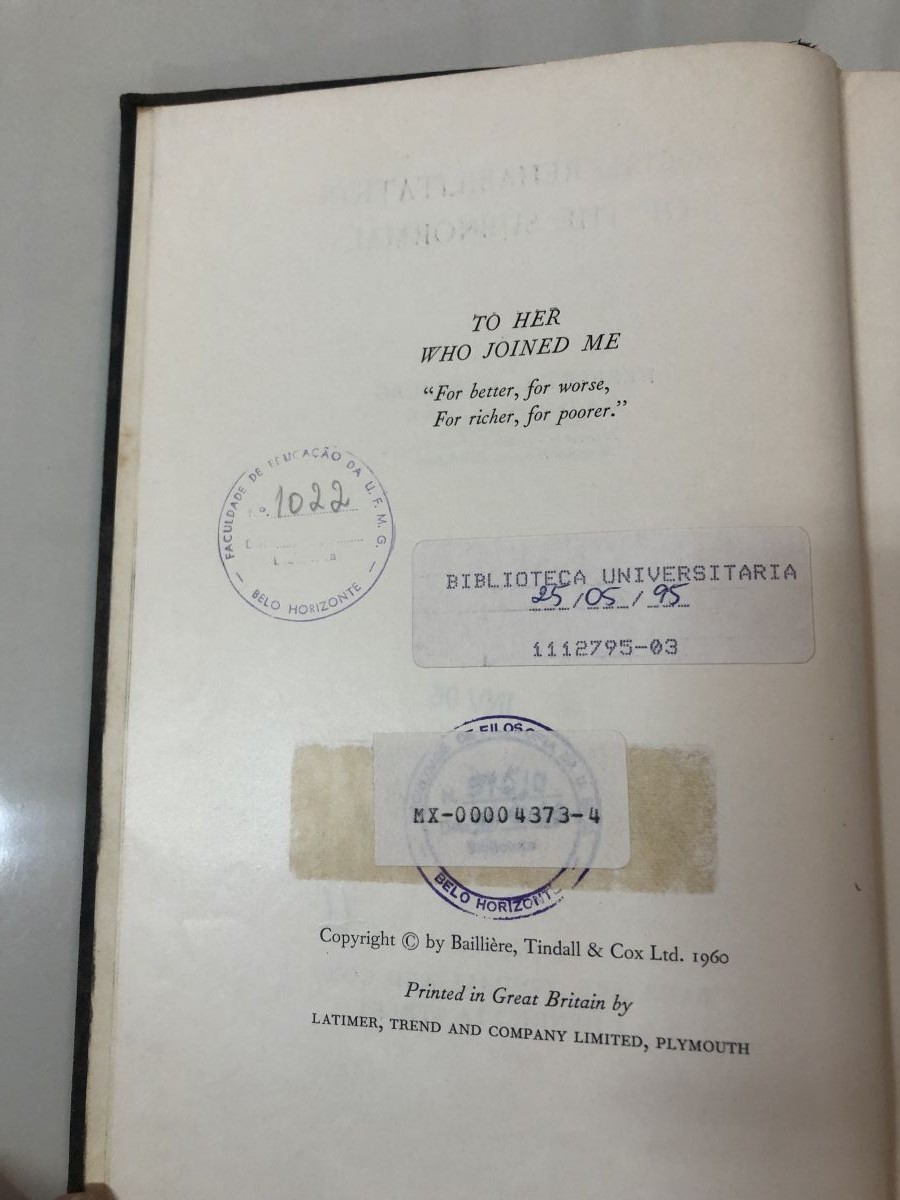 TO HER
WHO JOINED ME
“For better, for worse,
For richer, for poorer.”
FACULDADE DE EDUCAÇÃO DA U. F. M. G.
1022
— BELO HORIZONTE —
BIBLIOTECA UNIVERSITARIA
25/05/95
1112795-03
MX-00004373-4
BELO HORIZONTE
Copyright © by Baillière, Tindall & Cox Ltd. 1960
Printed in Great Britain by
LATIMER, TREND AND COMPANY LIMITED, PLYMOUTH